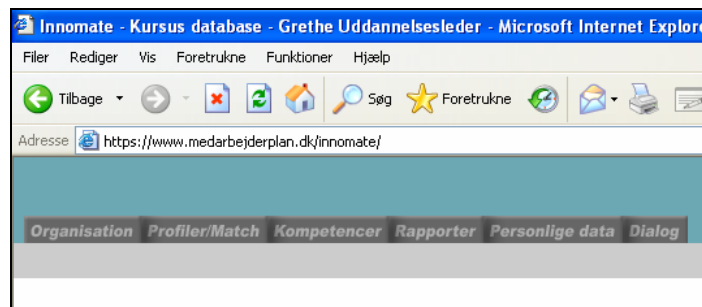 Innomate - Kursus database - Grethe Uddannelsesleder - Microsoft Internet Explore
Filer Rediger Vis Foretrukne Funktioner Hjælp
Tilbage Søg Foretrukne
Adresse https://www.medarbejderplan.dk/innomate/
Organisation Profiler/Match Kompetencer Rapporter Personlige data Dialog